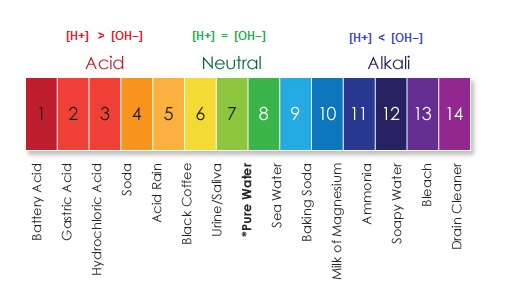 [H+] > [OH–] [H+] = [OH–] [H+] < [OH–]
Acid Neutral Alkali
1 2 3 4 5 6 7 8 9 10 11 12 13 14
Battery Acid
Gastric Acid
Hydrochloric Acid
Soda
Acid Rain
Black Coffee
Urine/Saliva
*Pure Water
Sea Water
Baking Soda
Milk of Magnesium
Ammonia
Soapy Water
Bleach
Drain Cleaner